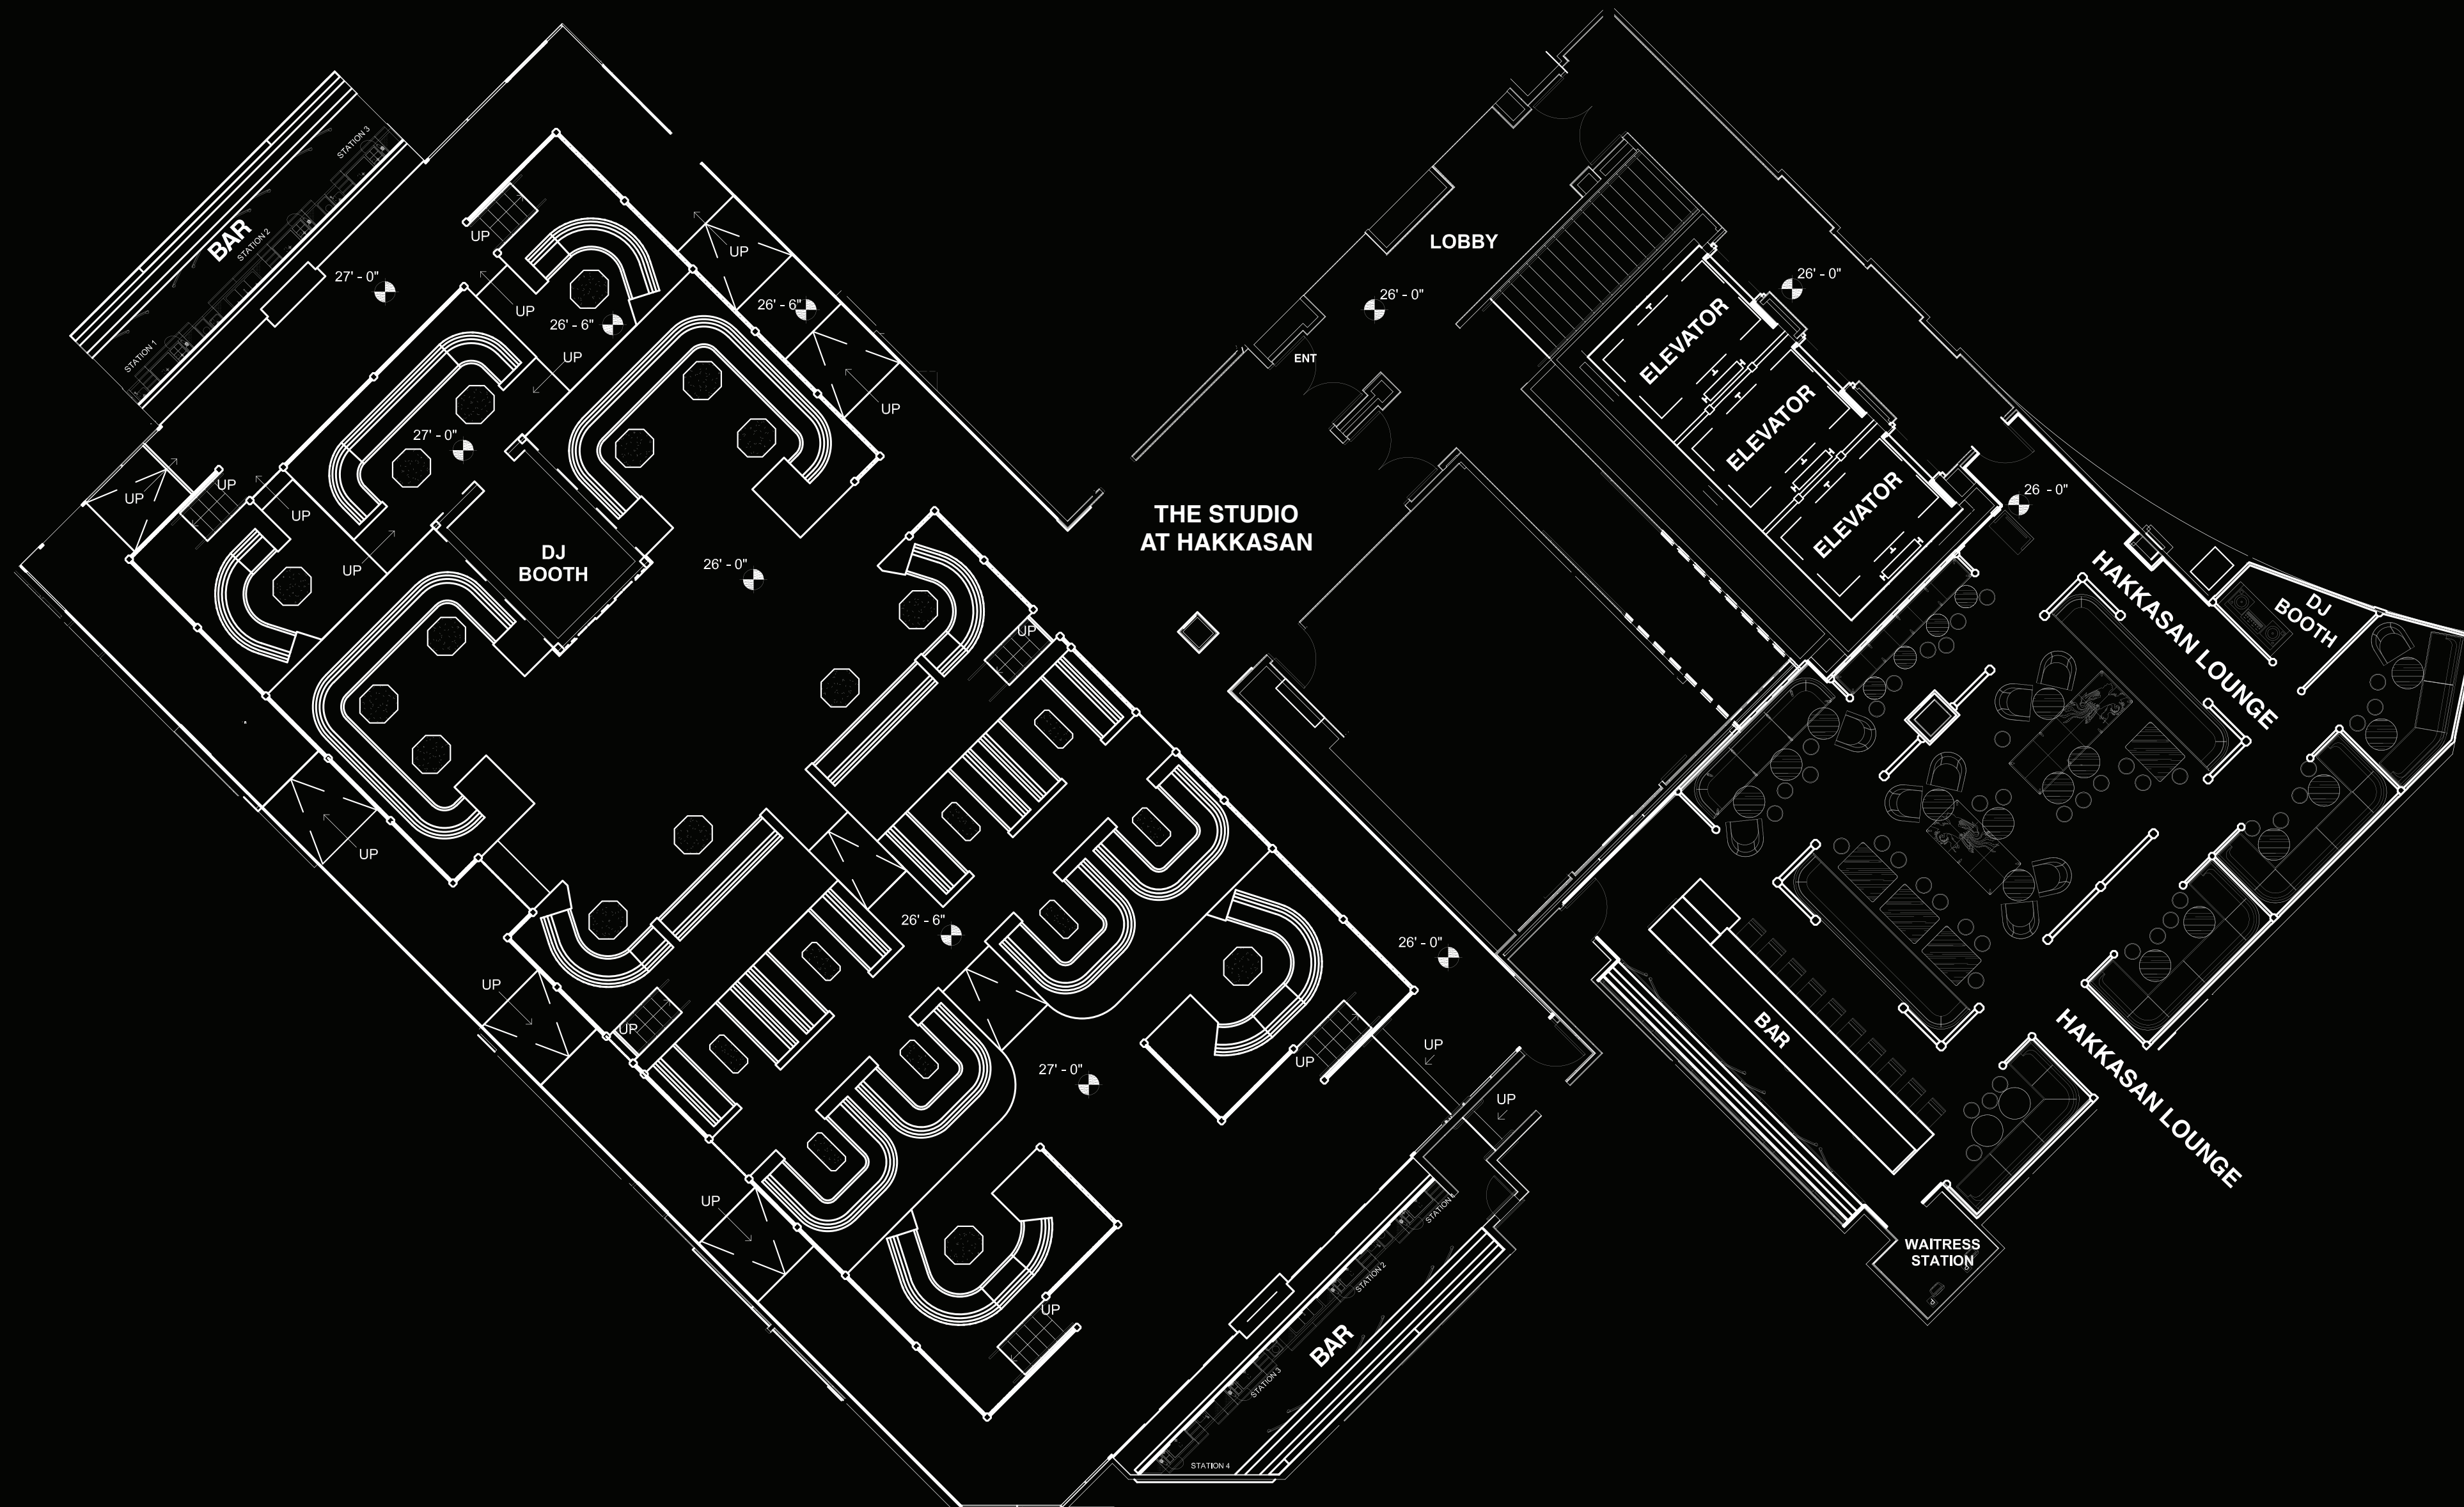 STATION 3
BAR
STATION 2
STATION 1
27' - 0"
UP
UP
UP
26' - 6"
UP
26' - 6"
UP
UP
27' - 0"
UP
UP
UP
UP
DJ
BOOTH
26' - 0"
UP
UP
UP
UP
26' - 6"
27' - 0"
UP
UP
UP
26' - 0"
UP
UP
STATION 2
STATION 3
BAR
STATION 4
THE STUDIO
AT HAKKASAN
LOBBY
26' - 0"
ENT
26' - 0"
ELEVATOR
ELEVATOR
ELEVATOR
26 - 0"
HAKKASAN LOUNGE
DJ
BOOTH
BAR
HAKKASAN LOUNGE
WAITRESS
STATION